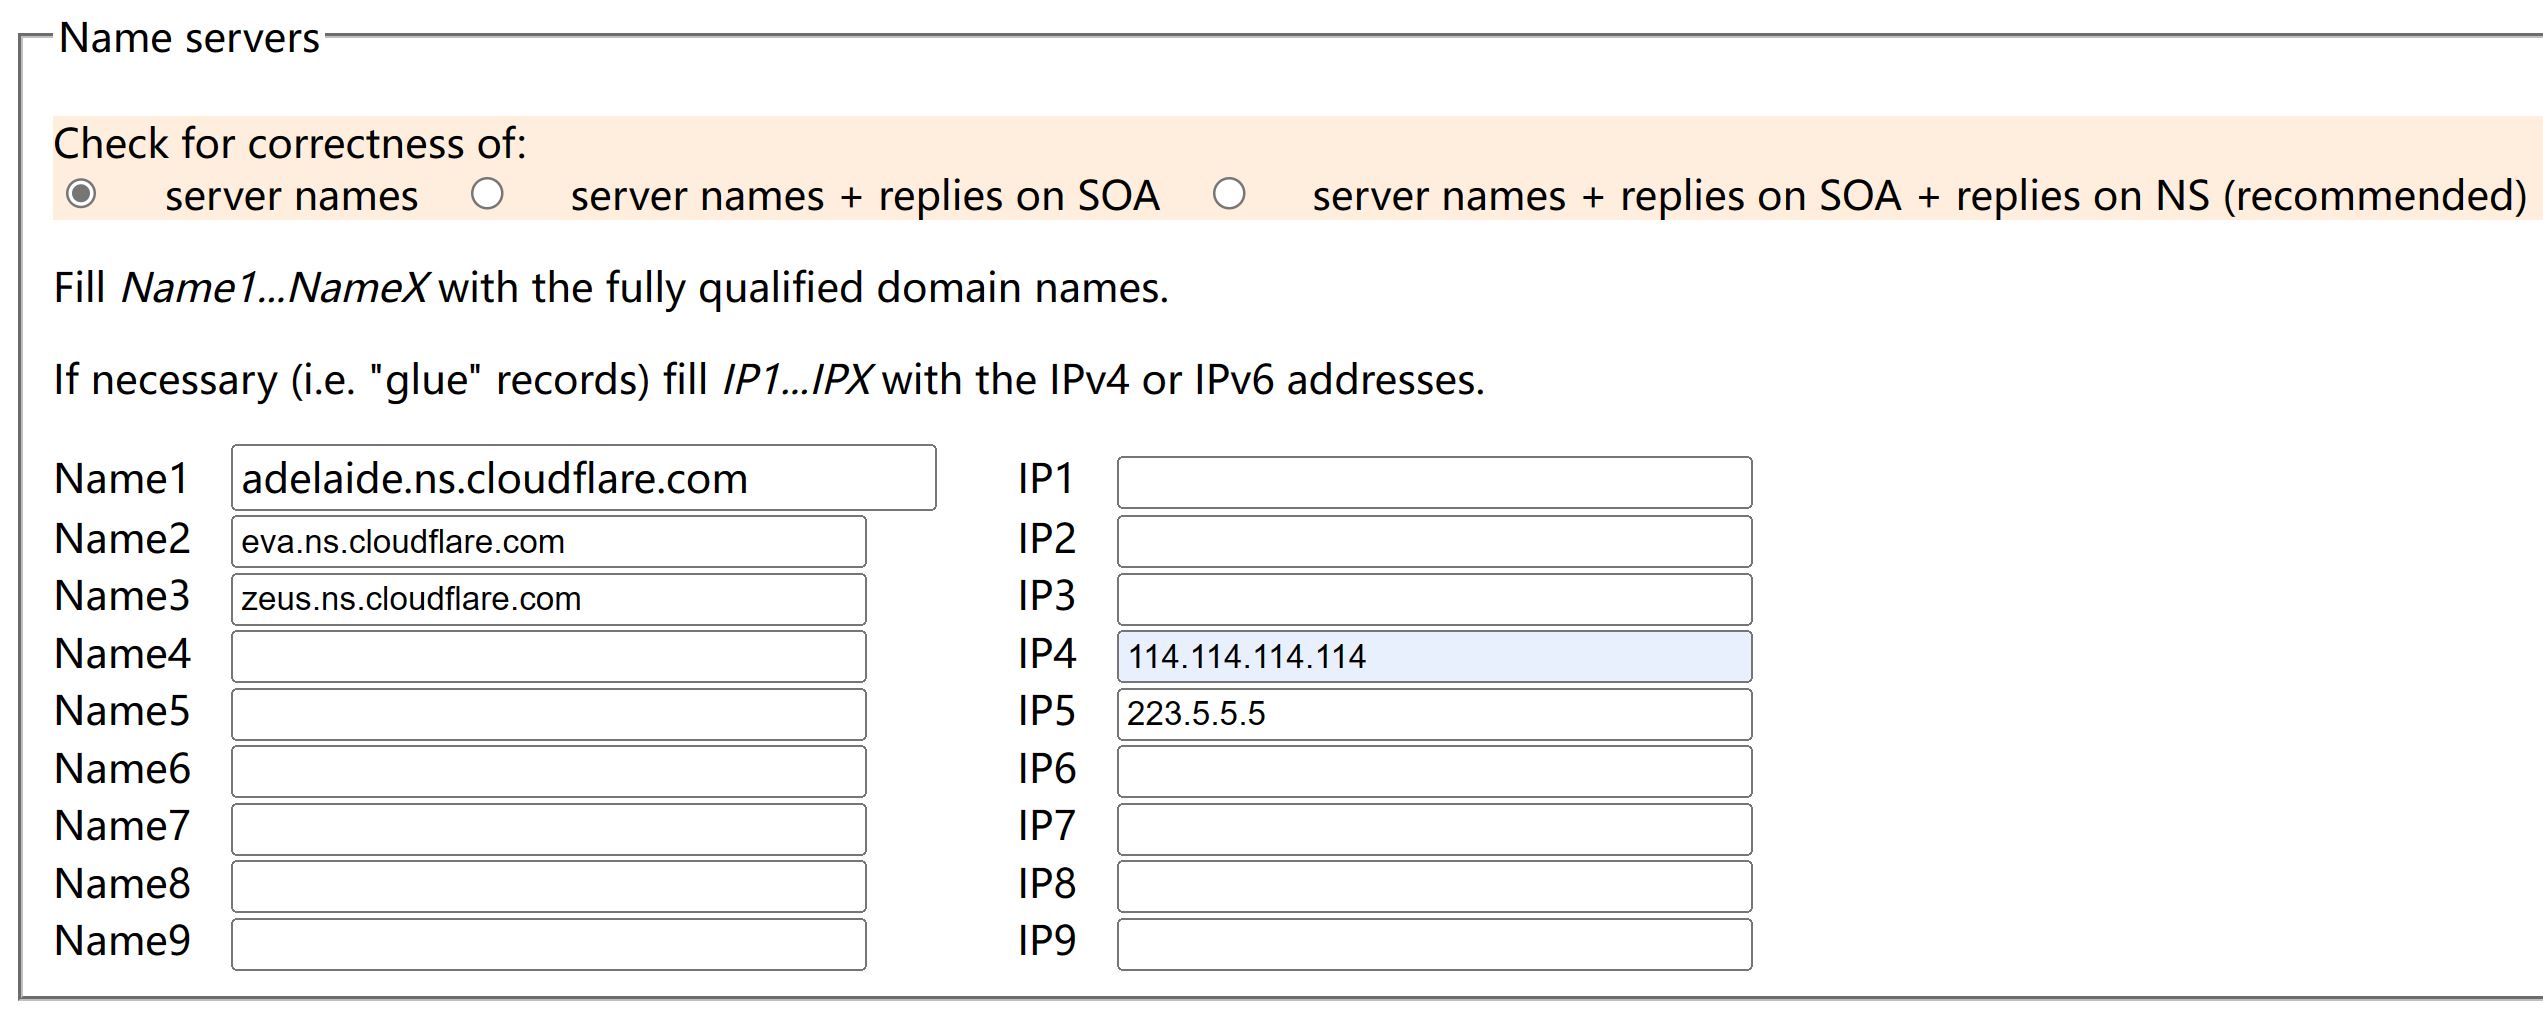 Name servers
Check for correctness of:
server names server names + replies on SOA server names + replies on SOA + replies on NS (recommended)
Fill Name1...NameX with the fully qualified domain names.
If necessary (i.e. "glue" records) fill IP1...IPX with the IPv4 or IPv6 addresses.
Name1 adelaide.ns.cloudflare.com IP1
Name2 eva.ns.cloudflare.com IP2
Name3 zeus.ns.cloudflare.com IP3
Name4 IP4 114.114.114.114
Name5 IP5 223.5.5.5
Name6 IP6
Name7 IP7
Name8 IP8
Name9 IP9